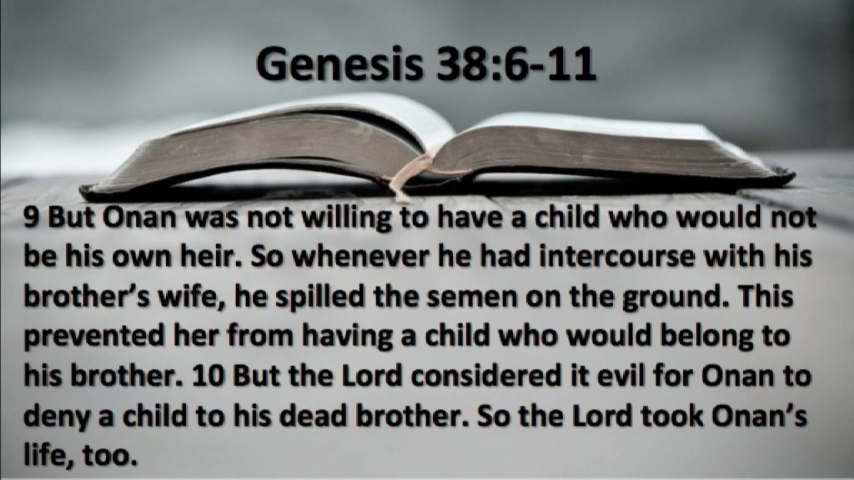 Genesis 38:6-11
9 But Onan was not willing to have a child who would not
be his own heir. So whenever he had intercourse with his
brother’s wife, he spilled the semen on the ground. This
prevented her from having a child who would belong to
his brother. 10 But the Lord considered it evil for Onan to
deny a child to his dead brother. So the Lord took Onan’s
life, too.